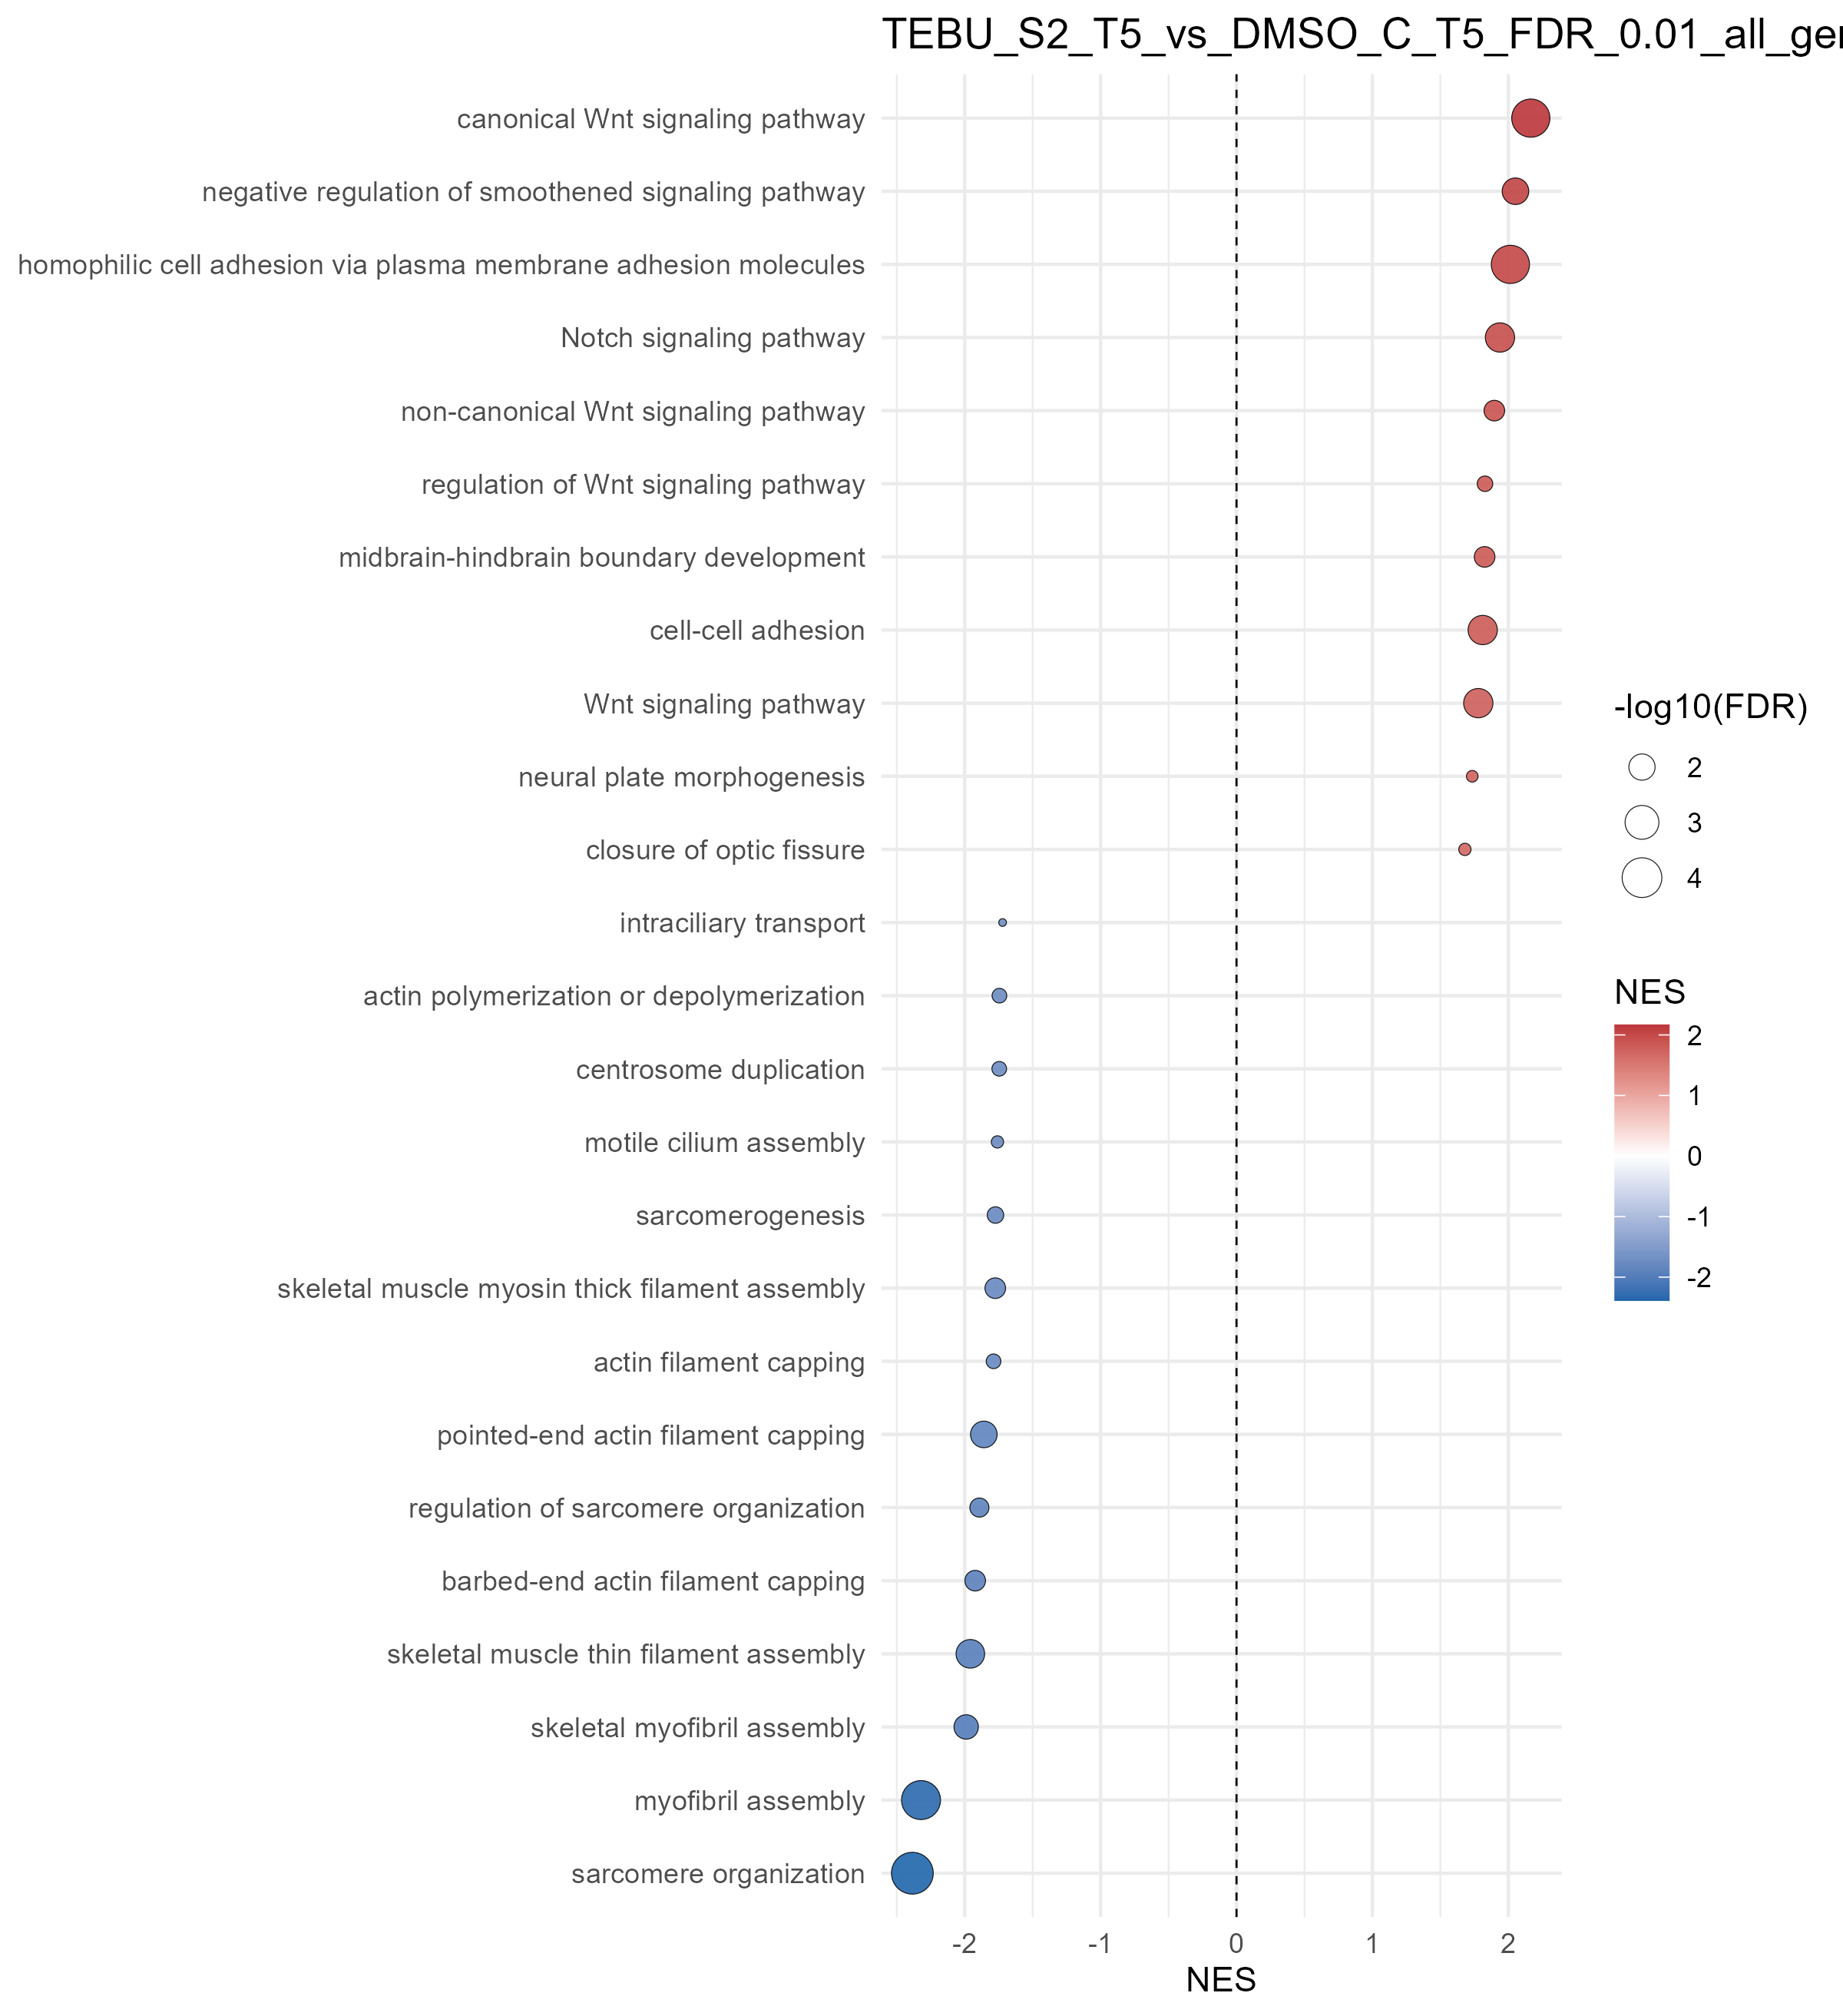 TEBU_S2_T5_vs_DMSO_C_T5_FDR_0.01_all_ge
canonical Wnt signaling pathway
negative regulation of smoothened signaling pathway
homophilic cell adhesion via plasma membrane adhesion molecules
Notch signaling pathway
non-canonical Wnt signaling pathway
regulation of Wnt signaling pathway
midbrain-hindbrain boundary development
cell-cell adhesion
Wnt signaling pathway
neural plate morphogenesis
closure of optic fissure
intraciliary transport
actin polymerization or depolymerization
centrosome duplication
motile cilium assembly
sarcomerogenesis
skeletal muscle myosin thick filament assembly
actin filament capping
pointed-end actin filament capping
regulation of sarcomere organization
barbed-end actin filament capping
skeletal muscle thin filament assembly
skeletal myofibril assembly
myofibril assembly
sarcomere organization
-2 -1 0 1 2
NES
-log10(FDR)
2
3
4
NES
2
1
0
-1
-2